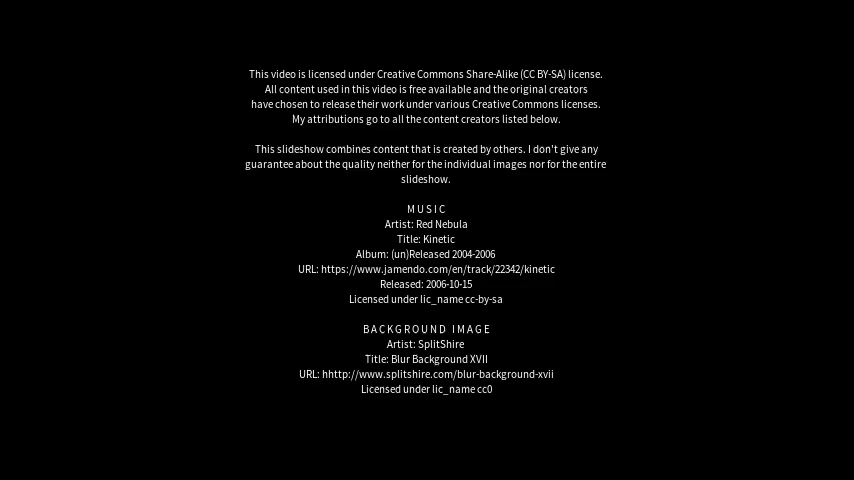 This video is licensed under Creative Commons Share-Alike (CC BY-SA) license.
All content used in this video is free available and the original creators
have chosen to release their work under various Creative Commons licenses.
My attributions go to all the content creators listed below.
This slideshow combines content that is created by others. I don't give any
guarantee about the quality neither for the individual images nor for the entire
slideshow.
MUSIC
Artist: Red Nebula
Title: Kinetic
Album: (un)Released 2004-2006
URL: https://www.jamendo.com/en/track/22342/kinetic
Released: 2006-10-15
Licensed under lic_name cc-by-sa
BACKGROUND IMAGE
Artist: SplitShire
Title: Blur Background XVII
URL: hhttp://www.splitshire.com/blur-background-xvii
Licensed under lic_name cc0